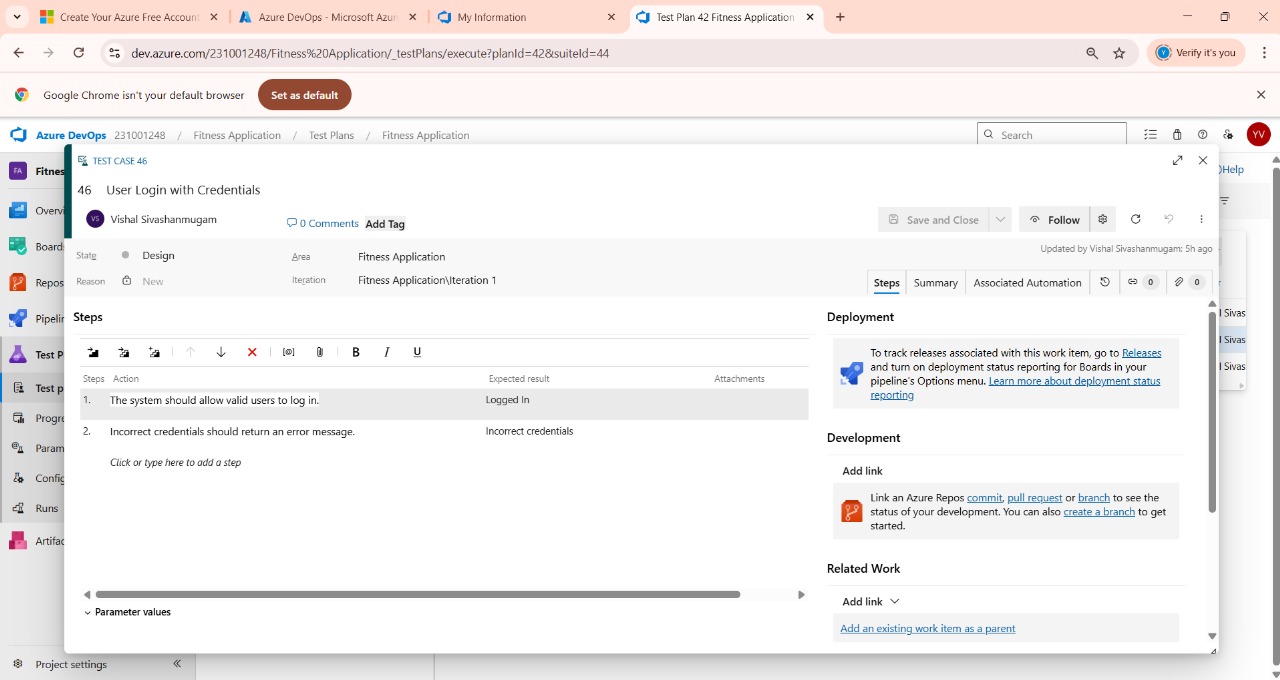 Create Your Azure Free Account
Azure DevOps - Microsoft Azur
My Information
Test Plan 42 Fitness Application
dev.azure.com/231001248/Fitness%20Application/_testPlans/execute?planId=42&suiteId=44
Verify it's you
Google Chrome isn't your default browser
Set as default
Azure DevOps 231001248 / Fitness Application / Test Plans / Fitness Application
Search
YV
TEST CASE 46
FA
Fitnes
Help
46 User Login with Credentials
VS
Vishal Sivashanmugam
0 Comments
Add Tag
Save and Close
Follow
Overvi
Updated by Vishal Sivashanmugam: 5h ago
Boards
State
Design
Area
Fitness Application
Reason
New
Iteration
Fitness Application\Iteration 1
Repos
Steps
Summary
Associated Automation
0
0
Pipelin
Steps
Deployment
l Sivas
Test P
To track releases associated with this work item, go to Releases
and turn on deployment status reporting for Boards in your
pipeline's Options menu. Learn more about deployment status
reporting
B I U
l Sivas
l Sivas
Steps Action
Expected result
Attachments
Test p
1. The system should allow valid users to log in.
Logged In
Progre
2. Incorrect credentials should return an error message.
Incorrect credentials
Development
Param
Click or type here to add a step
Add link
Config
Link an Azure Repos commit, pull request or branch to see the
status of your development. You can also create a branch to get
started.
Runs
Artifac
Related Work
Add link
Parameter values
Add an existing work item as a parent
Project settings